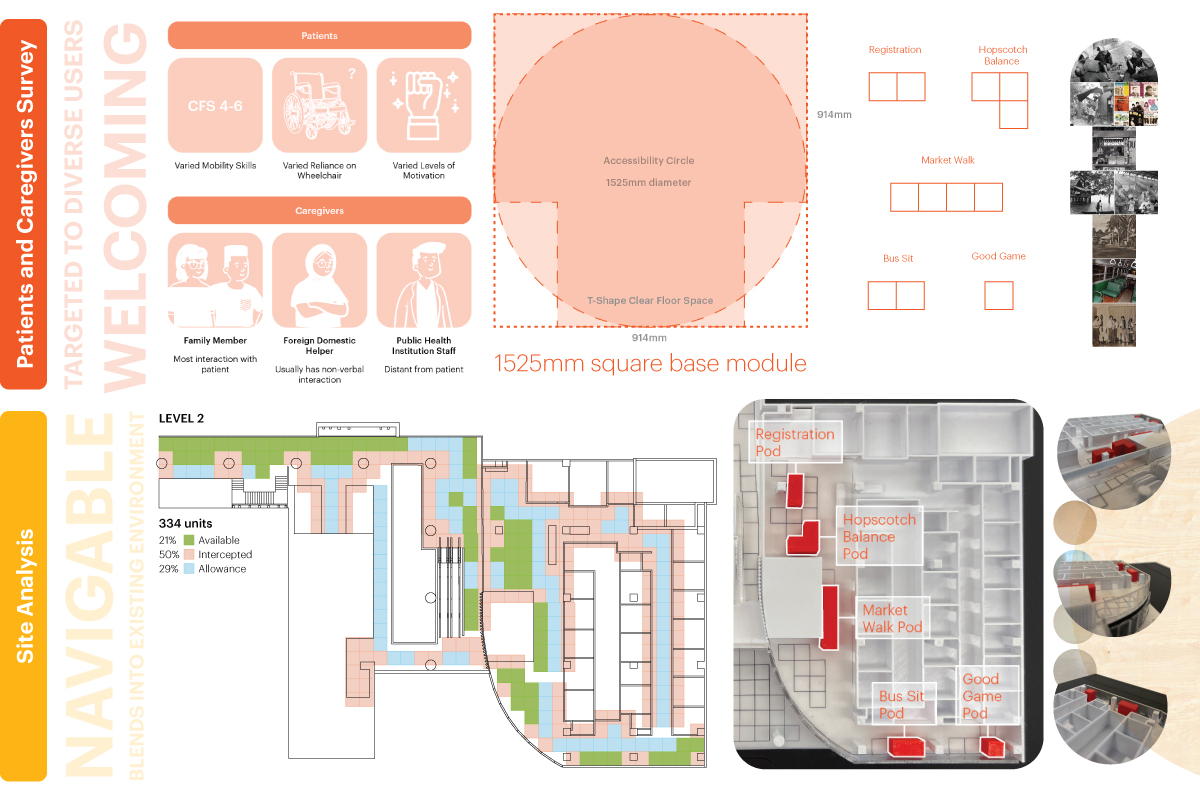 Patients and Caregivers Survey
TARGETED TO DIVERSE USERS
WELCOMING
Patients
CFS 4-6
?
Varied Mobility Skills
Varied Reliance on
Wheelchair
Varied Levels of
Motivation
Caregivers
Family Member
Most interaction with
patient
Foreign Domestic
Helper
Usually has non-verbal
interaction
Public Health
Institution Staff
Distant from patient
Accessibility Circle
1525mm diameter
914mm
T-Shape Clear Floor Space
914mm
1525mm square base module
Registration
Hopscotch
Balance
Market Walk
Bus Sit
Good Game
Site Analysis
NAVIGABLE
BLENDS INTO EXISTING ENVIRONMENT
LEVEL 2
334 units
21% Available
50% Intercepted
29% Allowance
Registration
Pod
Hopscotch
Balance
Pod
Market
Walk Pod
Bus Sit
Pod
Good
Game
Pod